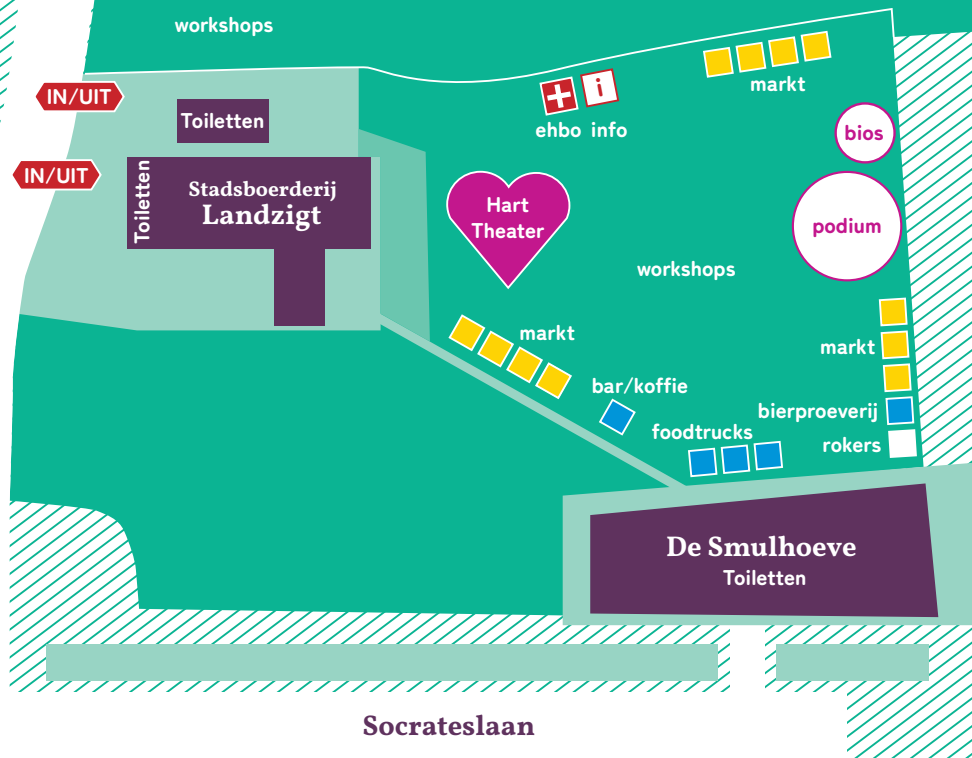 workshops
markt
IN/UIT
i
ehbo info
Toiletten
bios
IN/UIT
Toiletten
Stadsboerderij
Landzigt
Hart
Theater
podium
workshops
markt
markt
bar/koffie
bierproeverij
foodtrucks
rokers
De Smulhoeve
Toiletten
Socrateslaan